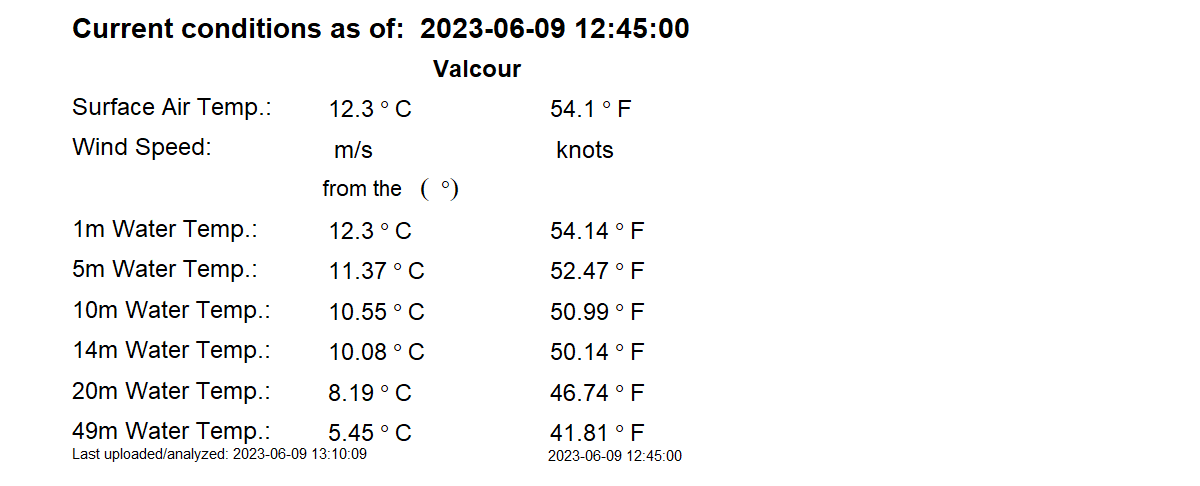 Current conditions as of: 2023-06-09 12:45:00
Valcour
Surface Air Temp.: 12.3 ° C 54.1 ° F
Wind Speed: m/s knots
from the ( °)
1m Water Temp.: 12.3 ° C 54.14 ° F
5m Water Temp.: 11.37 ° C 52.47 ° F
10m Water Temp.: 10.55 ° C 50.99 ° F
14m Water Temp.: 10.08 ° C 50.14 ° F
20m Water Temp.: 8.19 ° C 46.74 ° F
49m Water Temp.: 5.45 ° C 41.81 ° F
Last uploaded/analyzed: 2023-06-09 13:10:09 2023-06-09 12:45:00